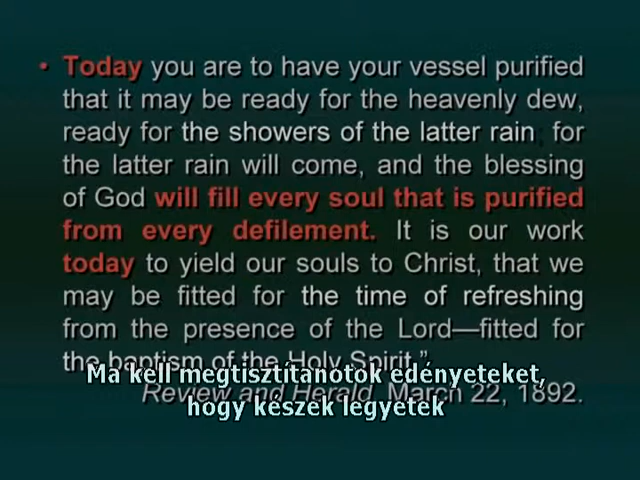 • Today you are to have your vessel purified
that it may be ready for the heavenly dew,
ready for the showers of the latter rain; for
the latter rain will come, and the blessing
of God will fill every soul that is purified
from every defilement. It is our work
today to yield our souls to Christ, that we
may be fitted for the time of refreshing
from the presence of the Lord—fitted for
the baptism of the Holy Spirit.”
Review and Herald, March 22, 1892.
Ma kell megtisztítanotok edényeteket,
hogy készek legyetek